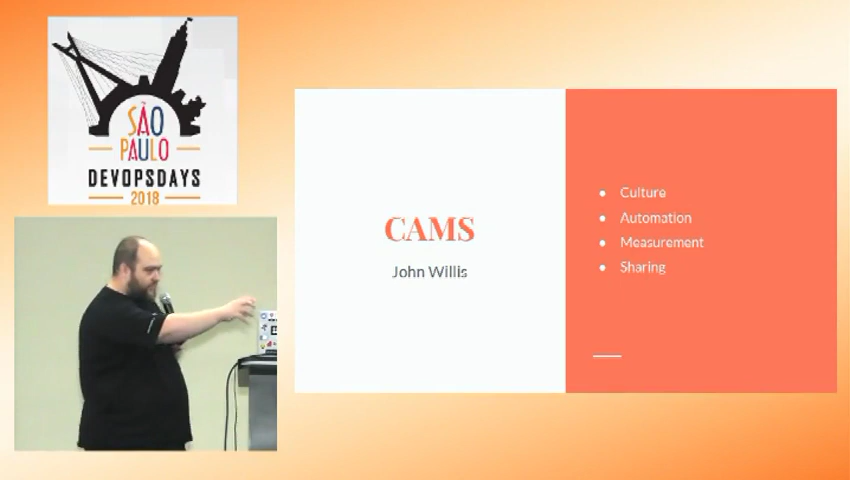 SÃO
PAULO
DEVOPSDAYS
2018
CAMS
John Willis
● Culture
● Automation
● Measurement
● Sharing